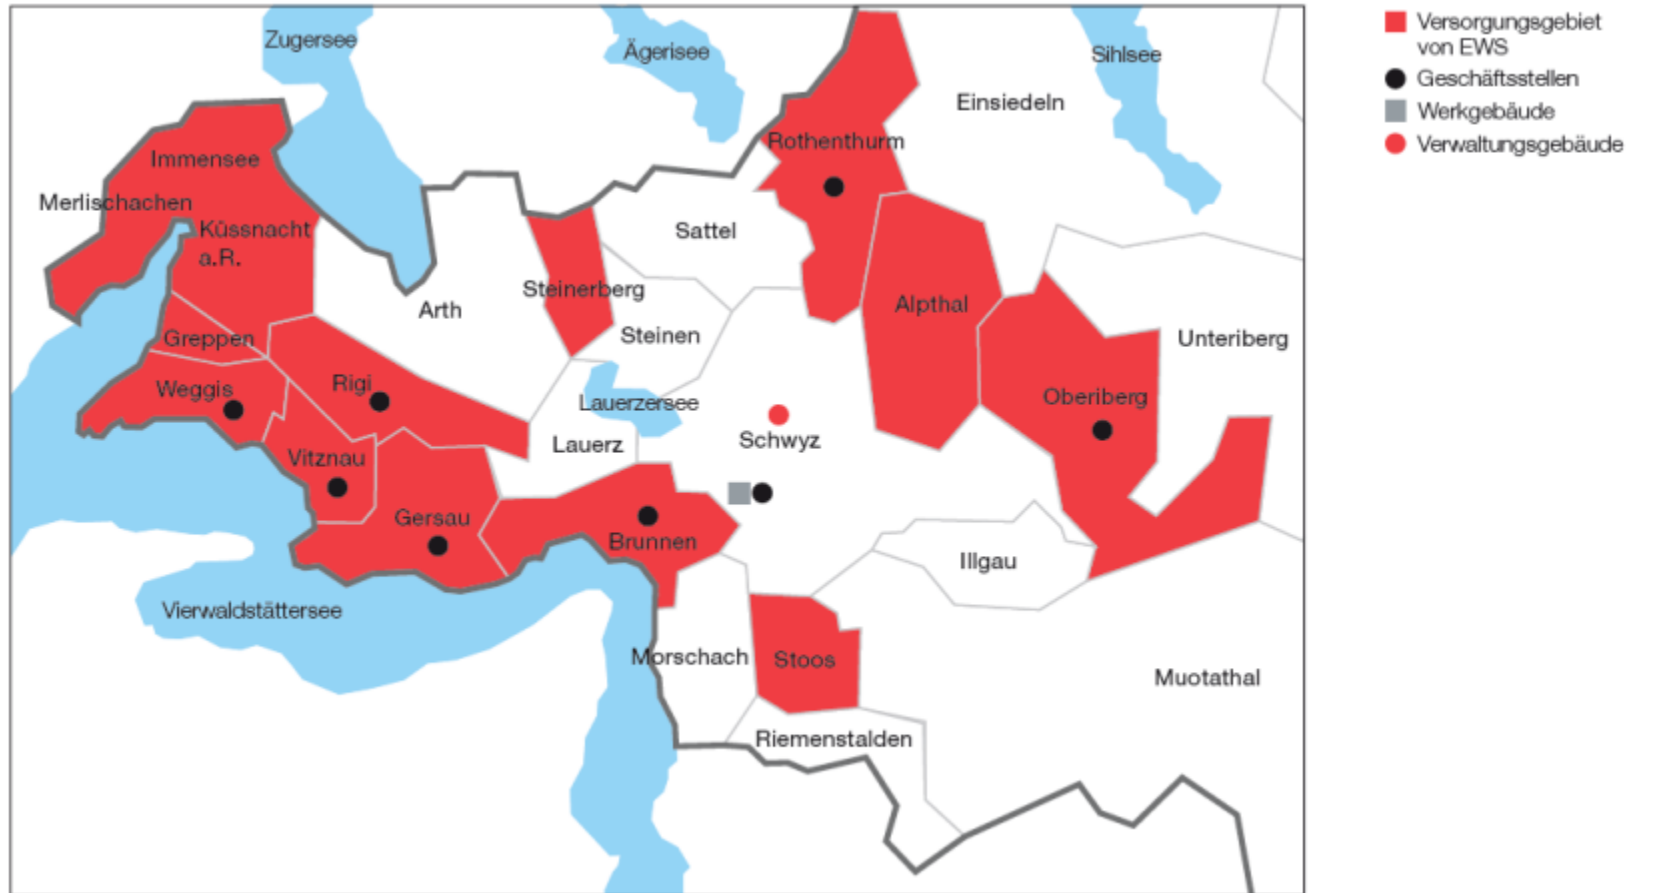 Zugersee
Ägerisee
Sihlsee
Einsiedeln
Rothenthurm
Immensee
Merlischachen
Küssnacht
a.R.
Sattel
Steinerberg
Arth
Alpthal
Steinen
Greppen
Unteriberg
Weggis
Rigi
Lauerzersee
Oberiberg
Schwyz
Lauerz
Vitznau
Gersau
Brunnen
Illgau
Vierwaldstättersee
Morschach
Stoos
Muotathal
Riemenstalden
Versorgungsgebiet
von EWS
Geschäftsstellen
Werkgebäude
Verwaltungsgebäude